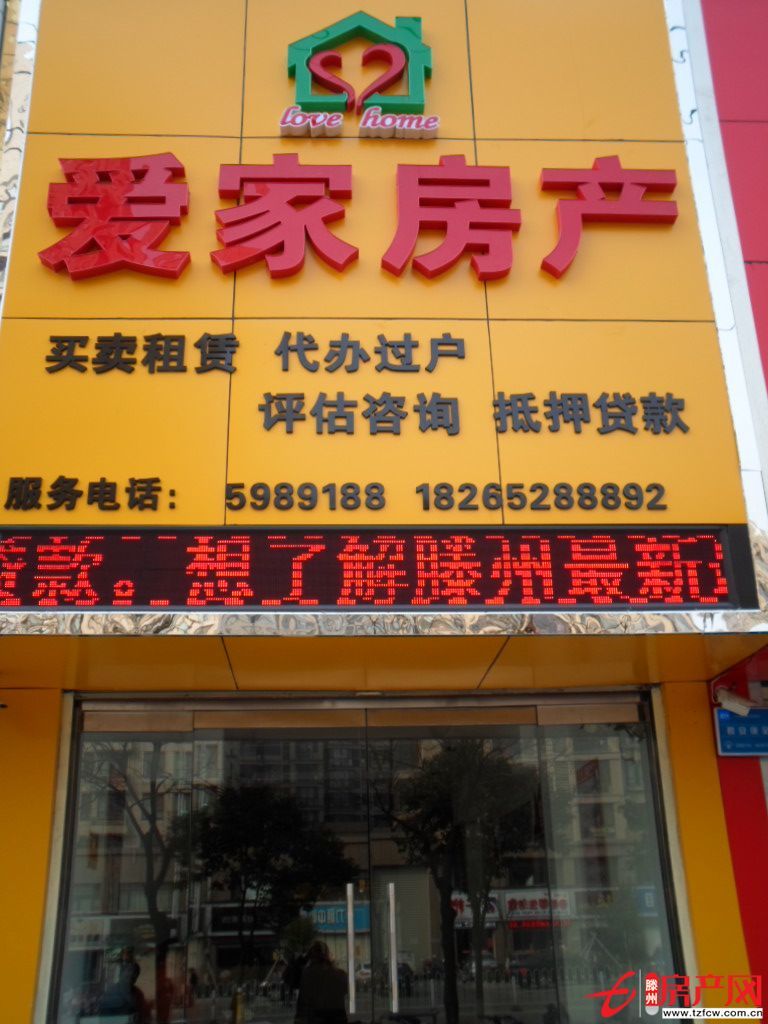 love home
爱家房产
买卖租赁 代办过户
评估咨询 抵押贷款
服务电话： 5989188 18265288892
款。想了解滕州最新
滕州房产网
www.tzfcw.com.cn